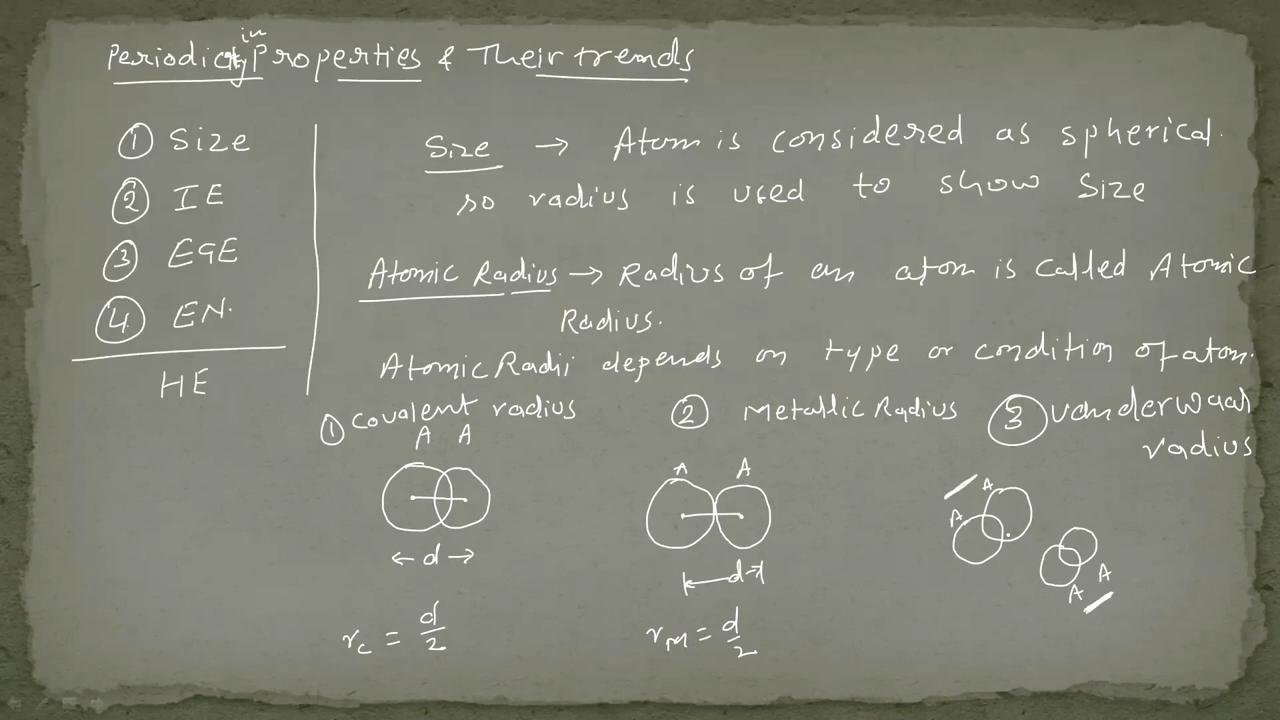 Periodicity in Properties & Their trends
① Size
② IE
③ EGE
④ EN.
HE
Size → Atom is considered as spherical.
so radius is used to show Size
Atomic Radius → Radius of an atom is called Atomic
Radius.
Atomic Radii depends on type or condition of atom.
① Covalent radius
A A
← d →
r_c = d/2
② Metallic Radius
A A
d
r_M = d/2
③ vanderwaal
radius
A
A
A
A